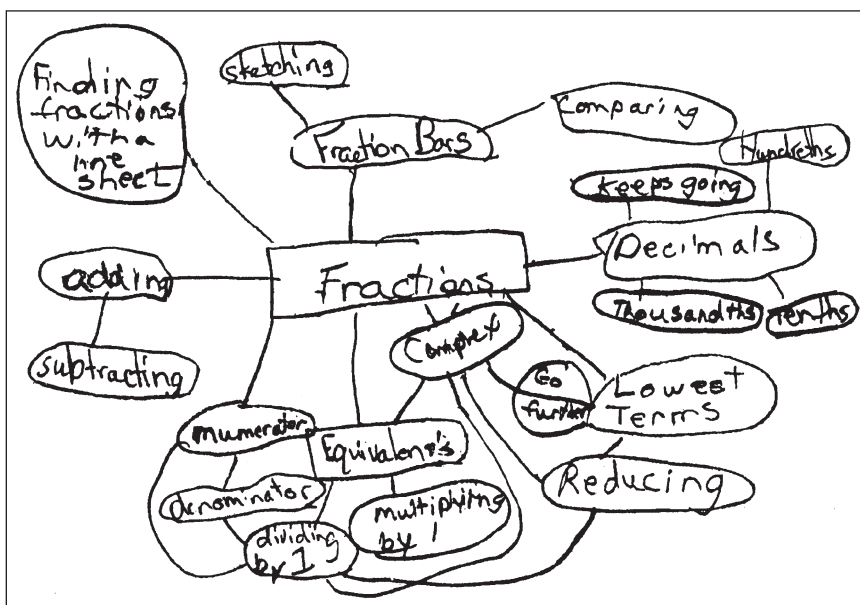 Finding
fractions
with a
line
sheet
sketching
Fraction Bars
Comparing
Hundreths
Keeps going
Decimals
Thousandths
Tenths
Fractions
adding
subtracting
Complex
Go
further
Lowest
Terms
Reducing
numerator
Equivalent's
denominator
dividing
by 1
multiplying
by 1